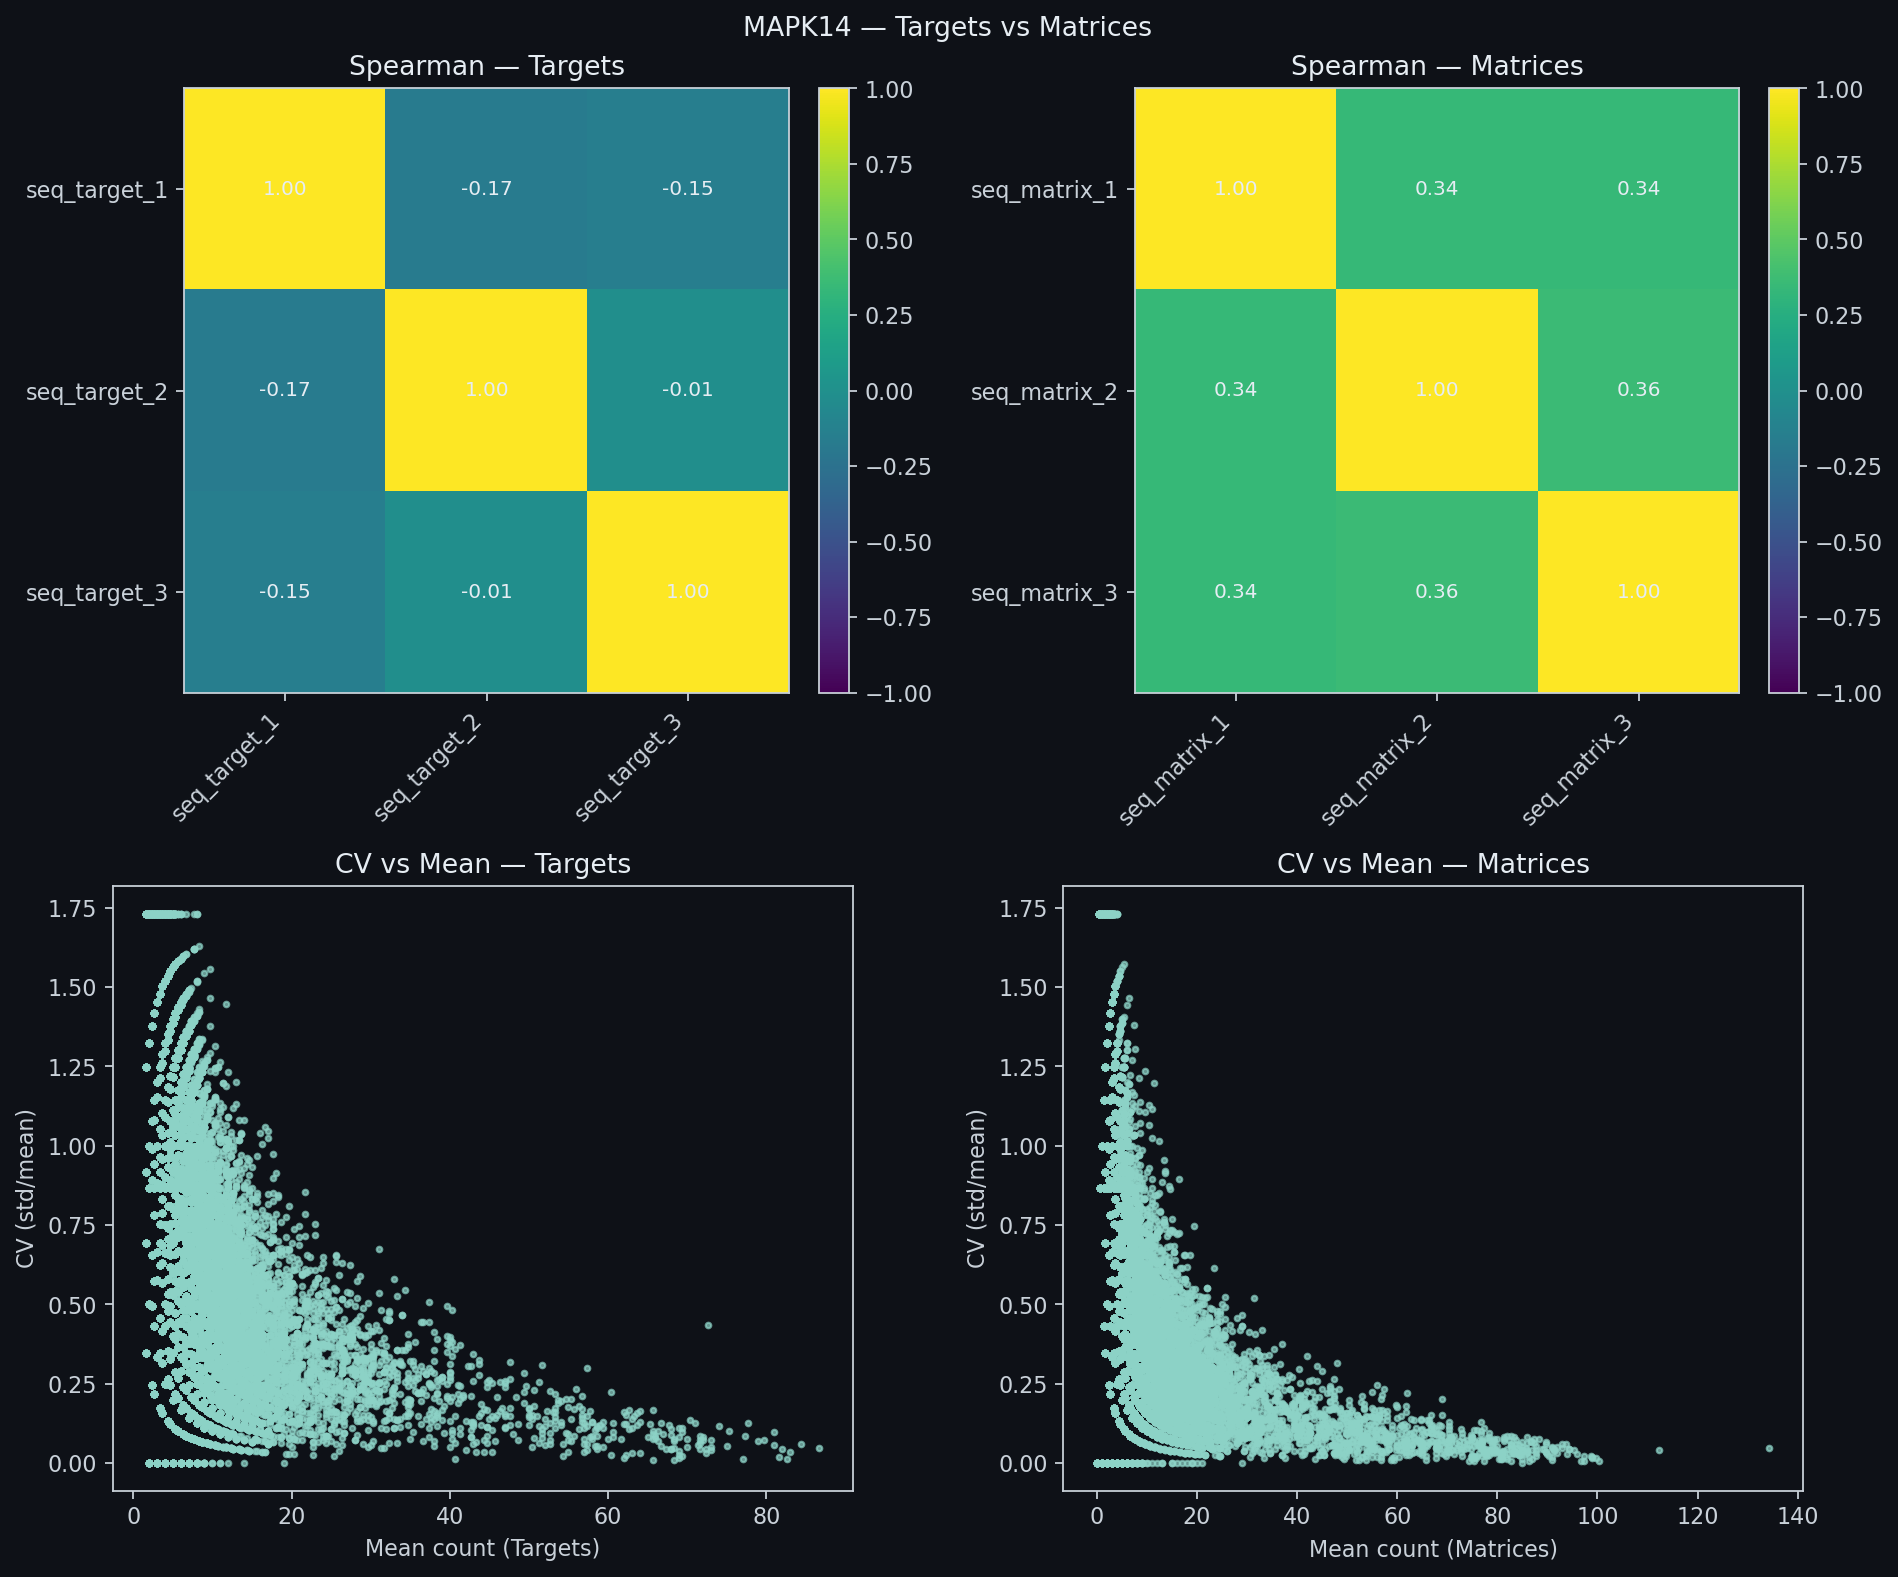 MAPK14 — Targets vs Matrices
Spearman — Targets
seq_target_1
seq_target_2
seq_target_3
1.00 -0.17 -0.15
-0.17 1.00 -0.01
-0.15 -0.01 1.00
seq_target_1 seq_target_2 seq_target_3
1.00
0.75
0.50
0.25
0.00
−0.25
−0.50
−0.75
−1.00
Spearman — Matrices
seq_matrix_1
seq_matrix_2
seq_matrix_3
1.00 0.34 0.34
0.34 1.00 0.36
0.34 0.36 1.00
seq_matrix_1 seq_matrix_2 seq_matrix_3
1.00
0.75
0.50
0.25
0.00
−0.25
−0.50
−0.75
−1.00
CV vs Mean — Targets
CV (std/mean)
1.75
1.50
1.25
1.00
0.75
0.50
0.25
0.00
0 20 40 60 80
Mean count (Targets)
CV vs Mean — Matrices
CV (std/mean)
1.75
1.50
1.25
1.00
0.75
0.50
0.25
0.00
0 20 40 60 80 100 120 140
Mean count (Matrices)